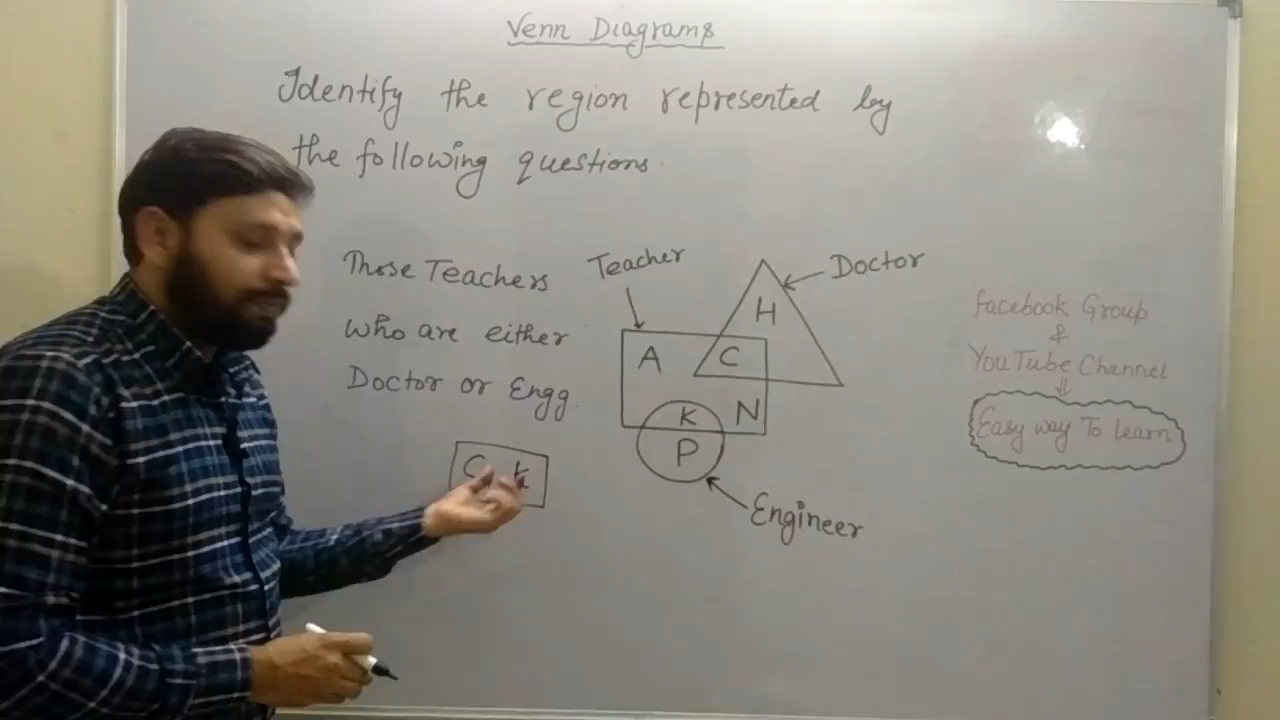 Venn Diagrams
Identify the region represented by
the following questions.
Those Teachers
who are either
Doctor or Engg.
C K
Teacher
Doctor
H
A
C
K
N
P
Engineer
facebook Group
&
YouTube Channel
⇓
Easy way To learn